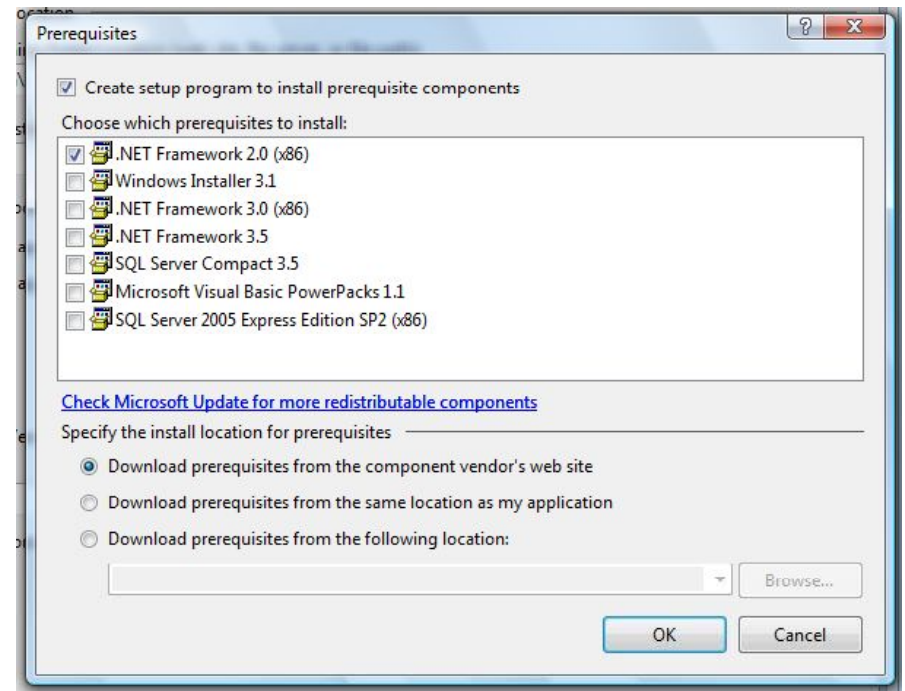 Prerequisites
Create setup program to install prerequisite components
Choose which prerequisites to install:
.NET Framework 2.0 (x86)
Windows Installer 3.1
.NET Framework 3.0 (x86)
.NET Framework 3.5
SQL Server Compact 3.5
Microsoft Visual Basic PowerPacks 1.1
SQL Server 2005 Express Edition SP2 (x86)
Check Microsoft Update for more redistributable components
Specify the install location for prerequisites
Download prerequisites from the component vendor's web site
Download prerequisites from the same location as my application
Download prerequisites from the following location:
Browse...
OK Cancel